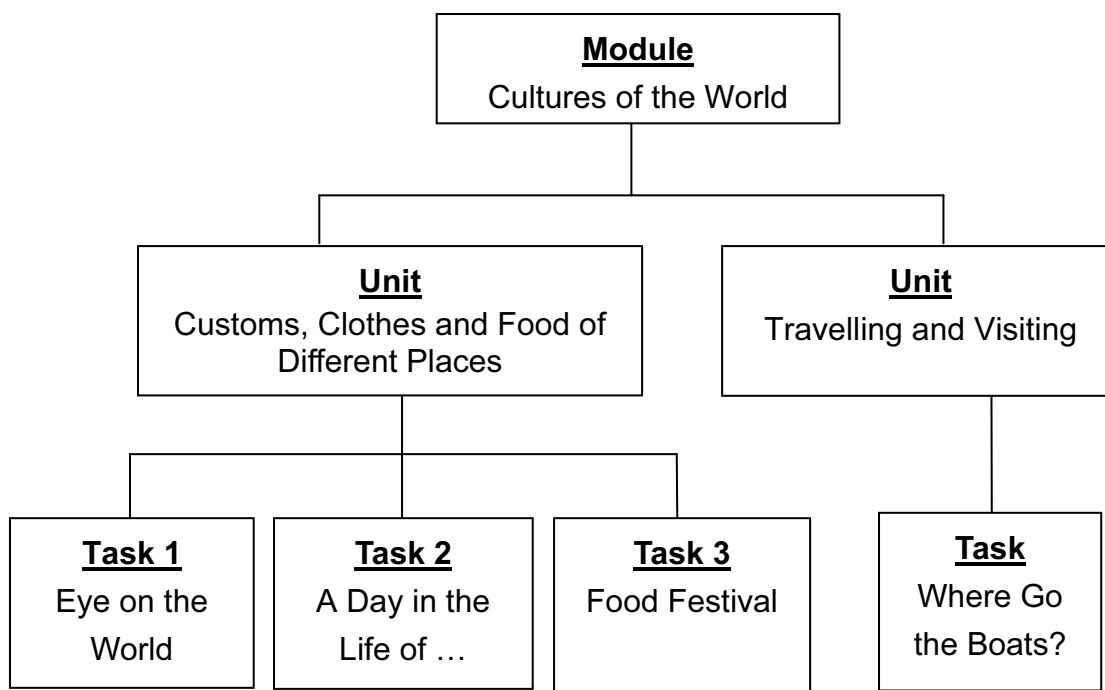 Module
Cultures of the World
Unit
Customs, Clothes and Food of
Different Places
Unit
Travelling and Visiting
Task 1
Eye on the
World
Task 2
A Day in the
Life of …
Task 3
Food Festival
Task
Where Go
the Boats?